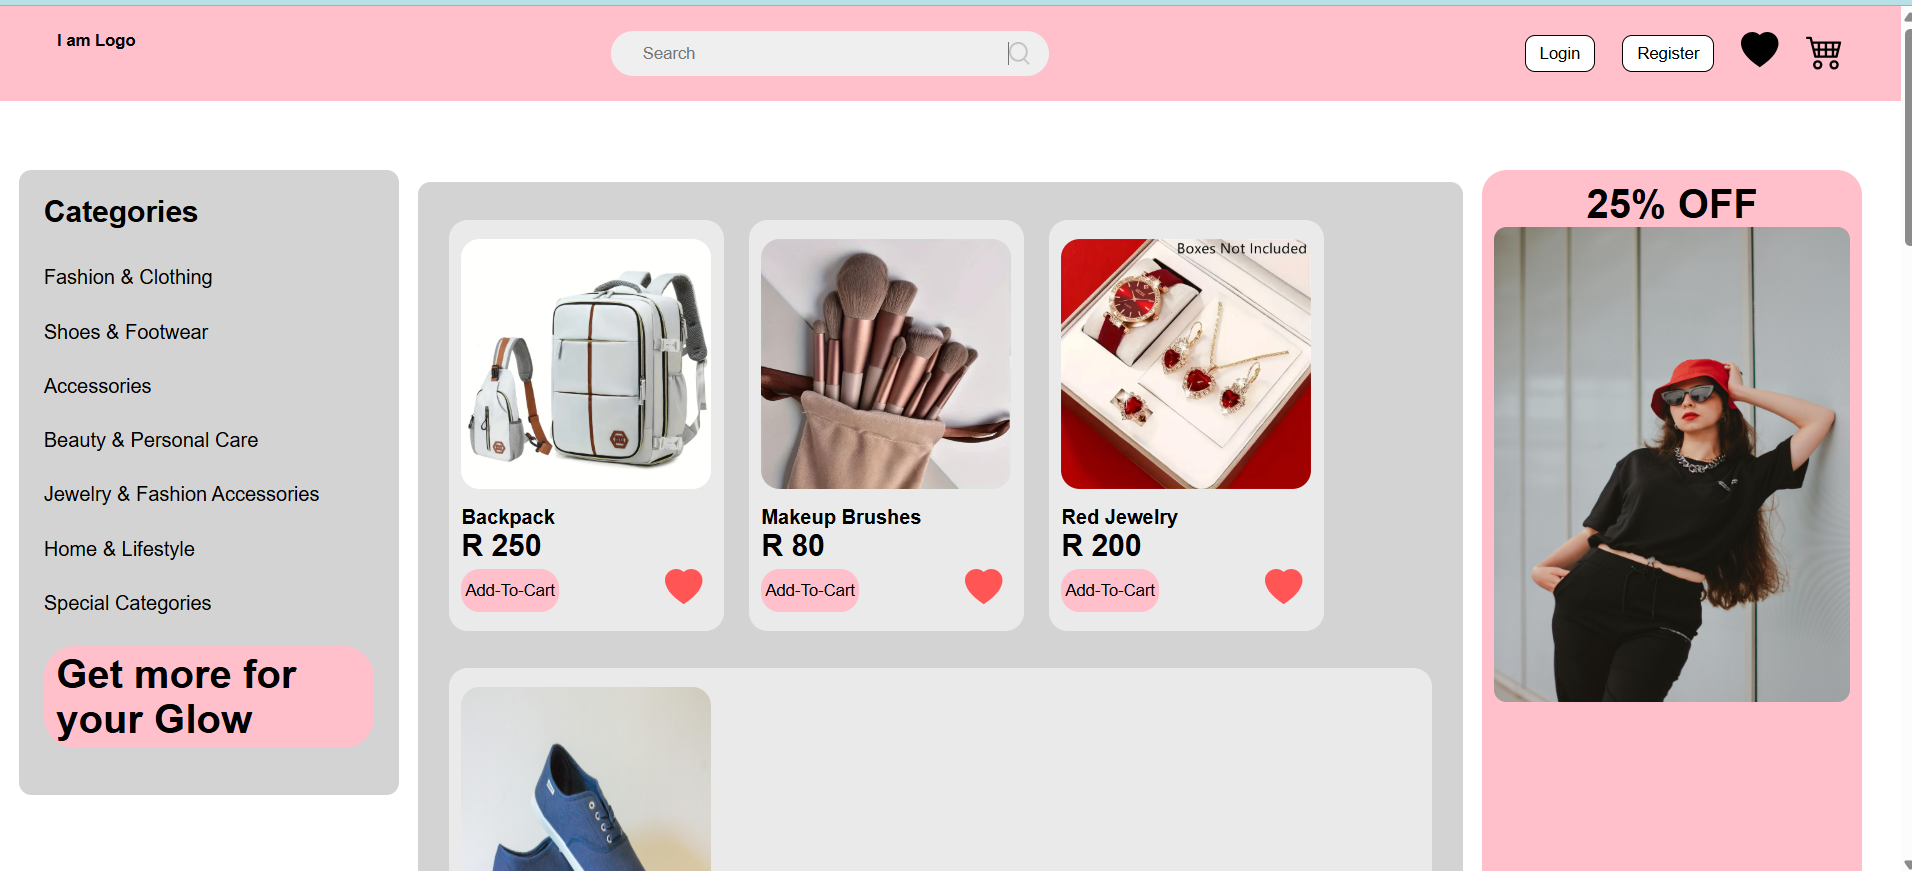 I am Logo
Search
Login
Register
Categories
Fashion & Clothing
Shoes & Footwear
Accessories
Beauty & Personal Care
Jewelry & Fashion Accessories
Home & Lifestyle
Special Categories
Get more for
your Glow
Backpack
R 250
Add-To-Cart
Makeup Brushes
R 80
Add-To-Cart
Boxes Not Included
Red Jewelry
R 200
Add-To-Cart
25% OFF